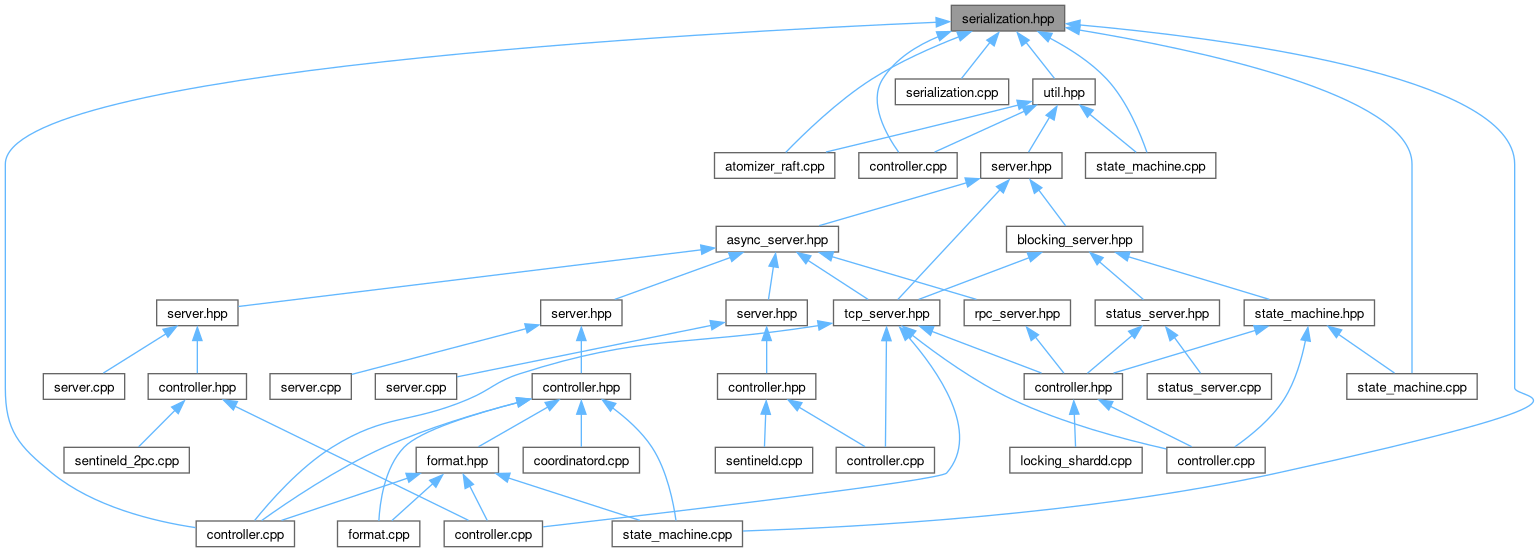 serialization.hpp
serialization.cpp
util.hpp
atomizer_raft.cpp
controller.cpp
server.hpp
state_machine.cpp
async_server.hpp
blocking_server.hpp
server.hpp
server.hpp
server.hpp
tcp_server.hpp
rpc_server.hpp
status_server.hpp
state_machine.hpp
server.cpp
controller.hpp
server.cpp
server.cpp
controller.hpp
controller.hpp
controller.hpp
status_server.cpp
state_machine.cpp
sentineld_2pc.cpp
format.hpp
coordinatord.cpp
sentineld.cpp
controller.cpp
locking_shardd.cpp
controller.cpp
controller.cpp
format.cpp
controller.cpp
state_machine.cpp